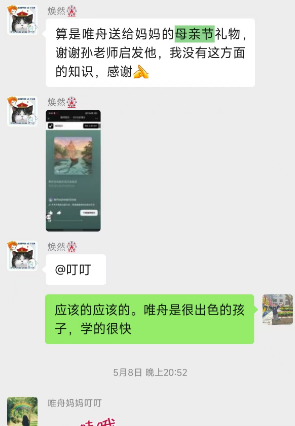 焕然
算是唯舟送给妈妈的母亲节礼物，
谢谢孙老师启发他，我没有这方面
的知识，感谢
焕然
焕然
@叮叮
应该的应该的。唯舟是很出色的孩
子，学的很快
5月8日 晚上20:52
唯舟妈妈叮叮